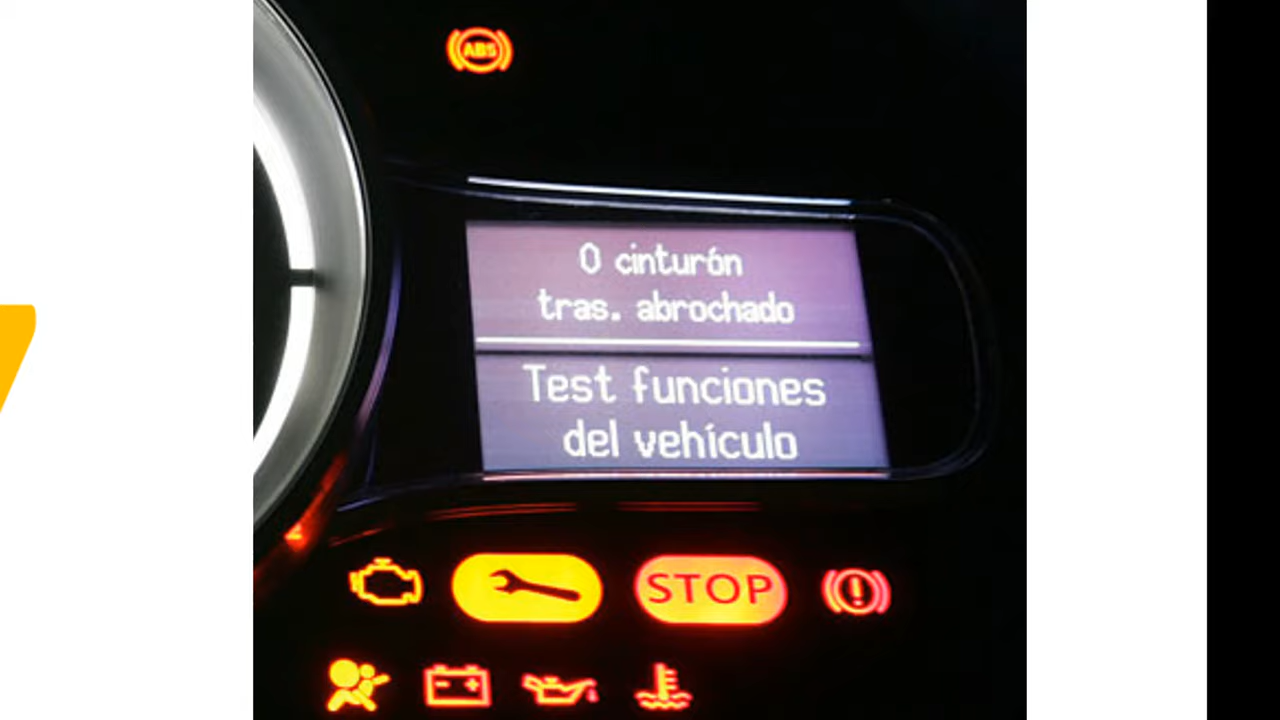 ABS
0 cinturón
tras. abrochado
Test funciones
del vehículo
STOP